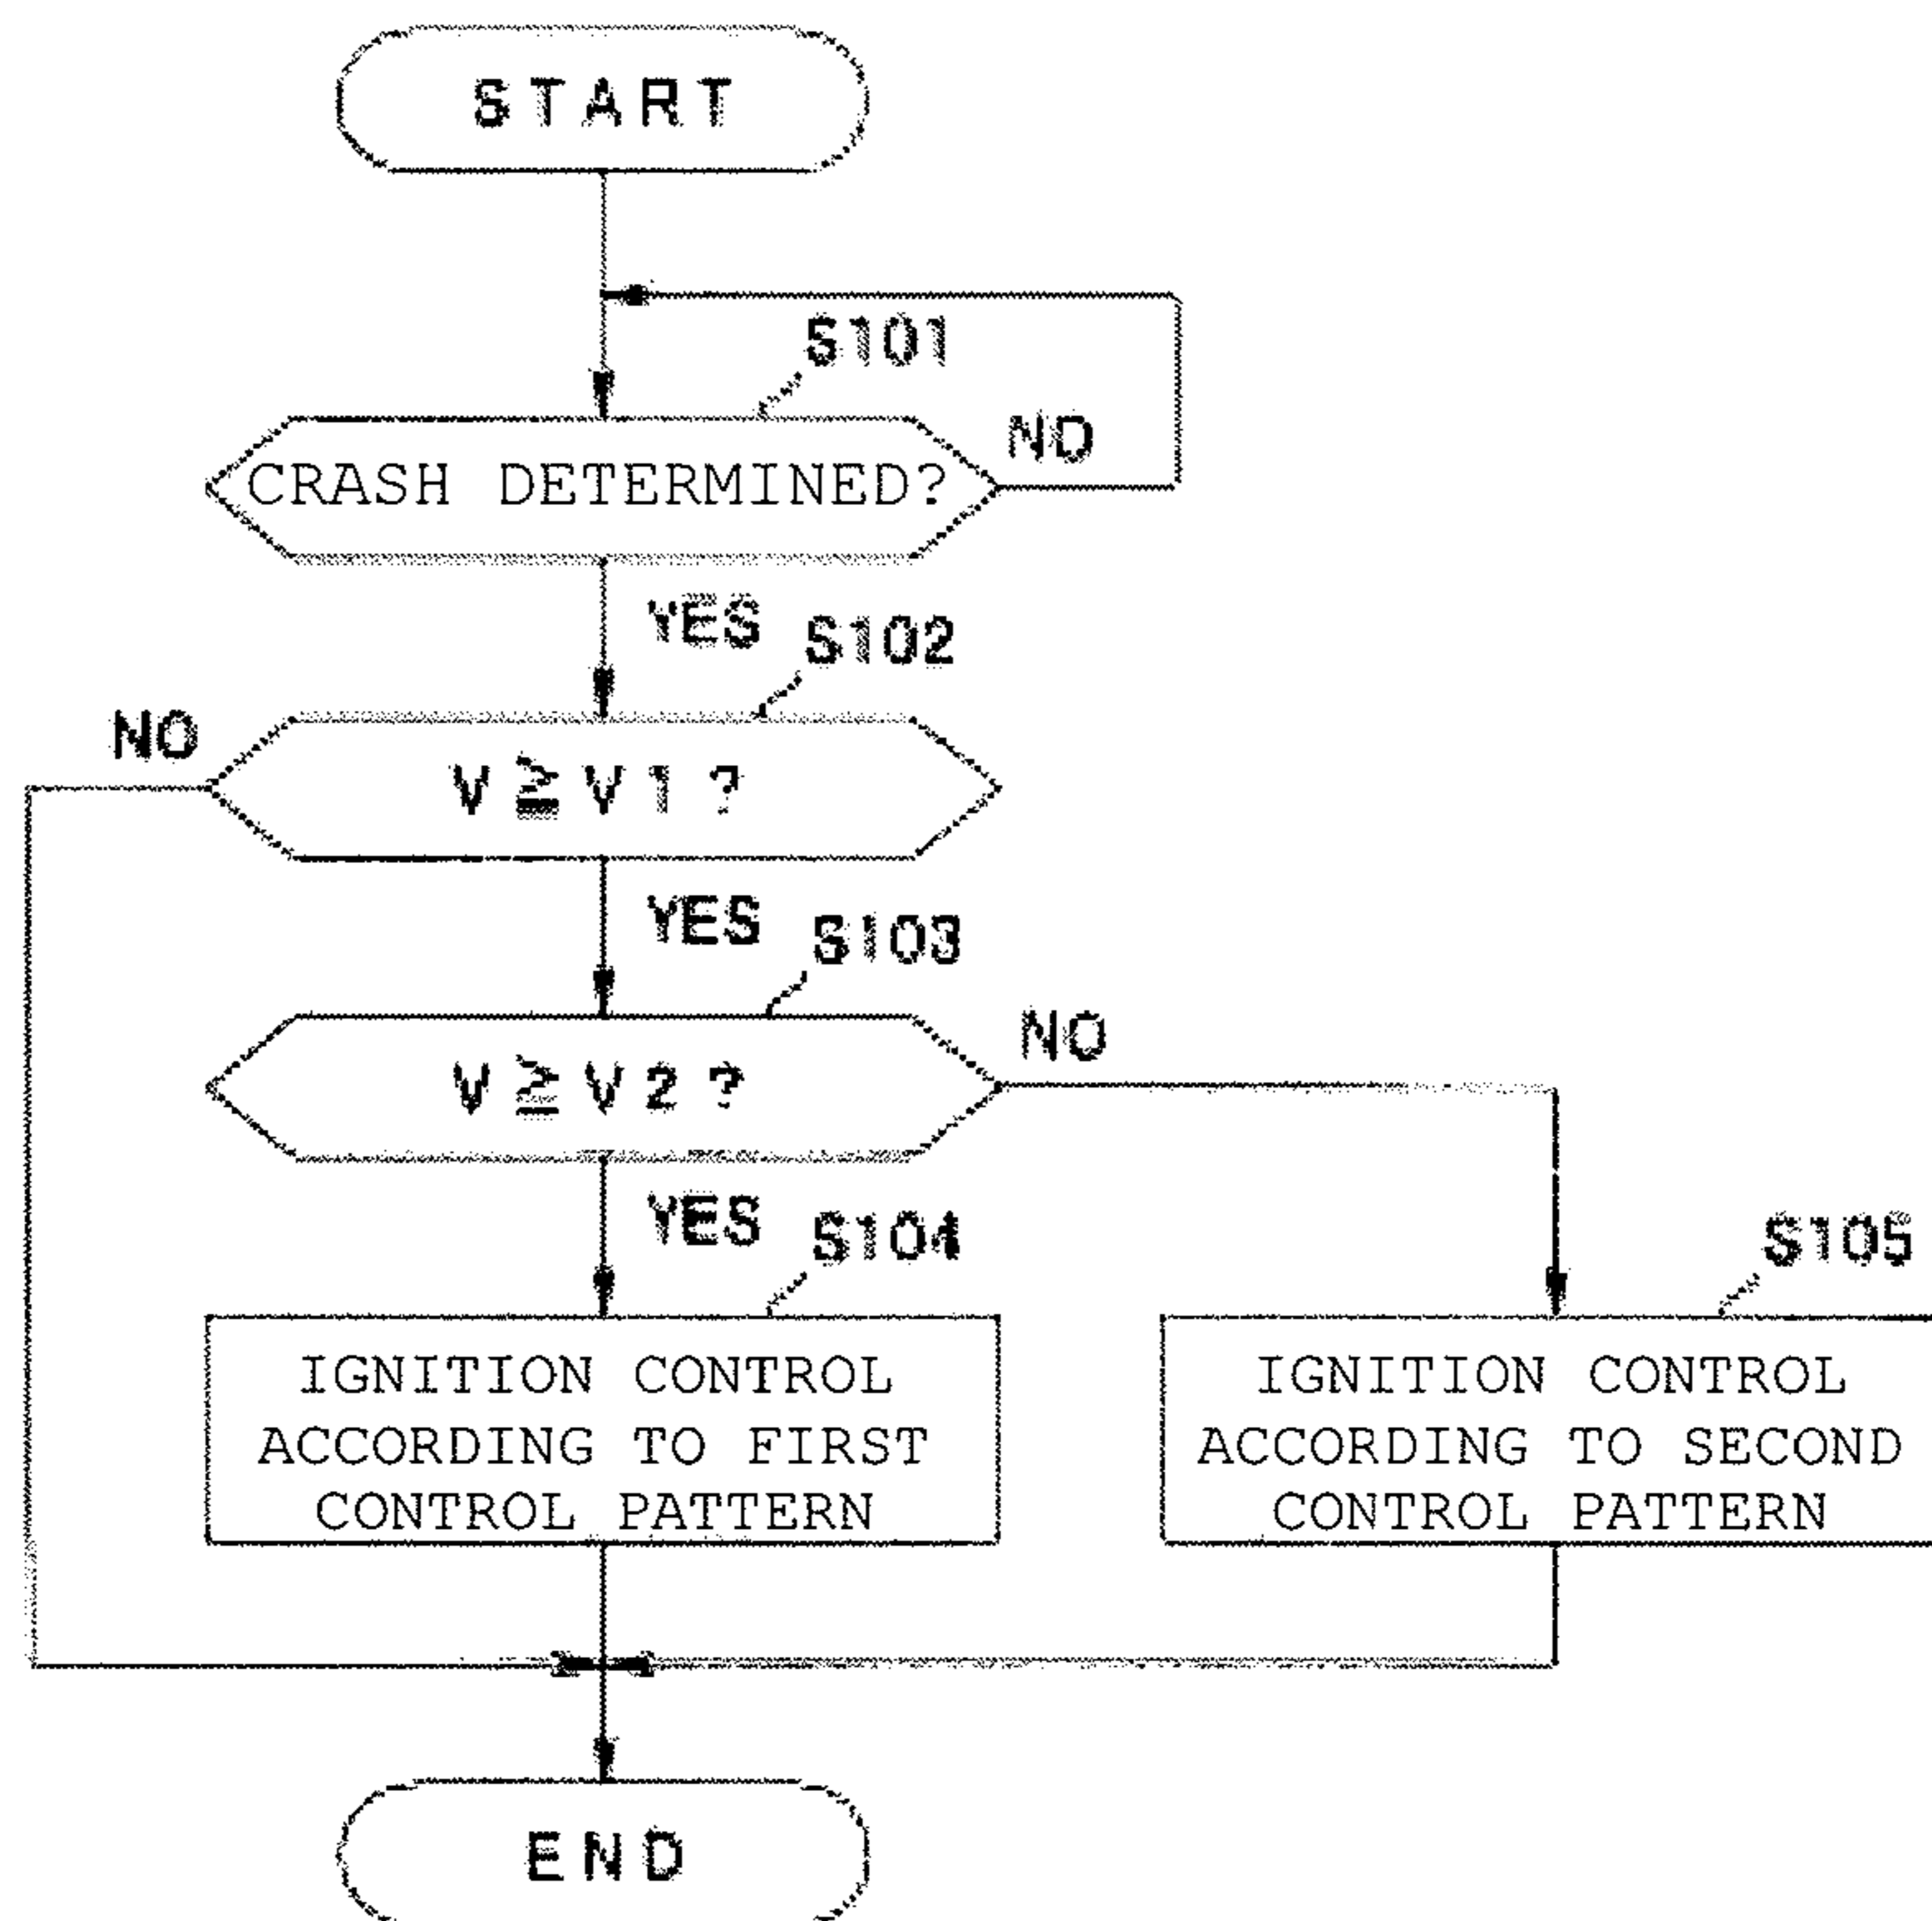 START
S101
CRASH DETERMINED?
NO
YES
S102
NO
V≧V1?
YES
S103
V≧V2?
NO
YES
S104
S105
IGNITION CONTROL
ACCORDING TO FIRST
CONTROL PATTERN
IGNITION CONTROL
ACCORDING TO SECOND
CONTROL PATTERN
END